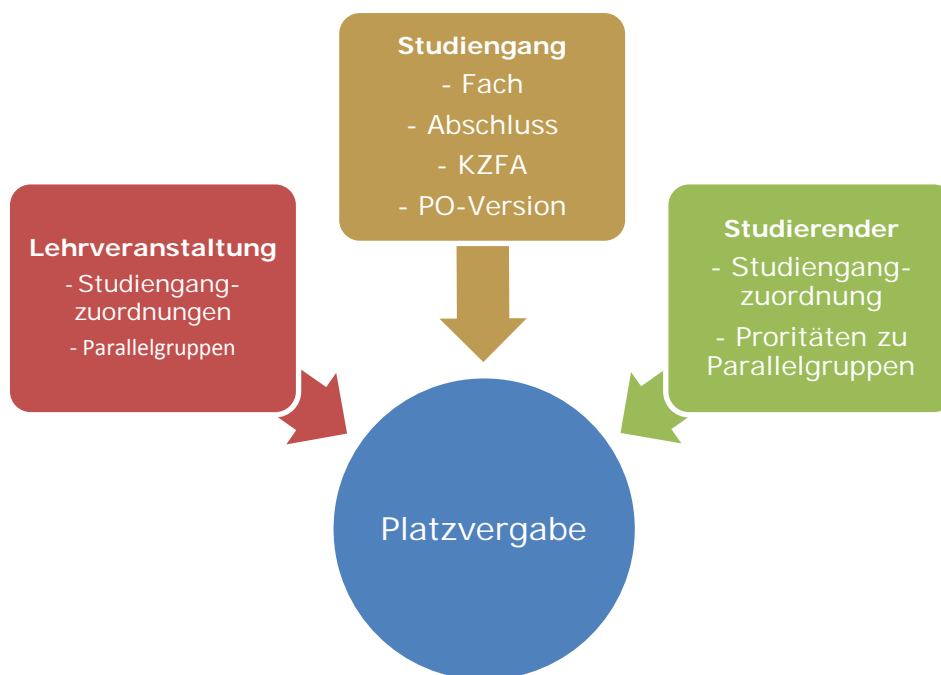 Studiengang
- Fach
- Abschluss
- KZFA
- PO-Version
Lehrveranstaltung
- Studiengang-
zuordnungen
- Parallelgruppen
Studierender
- Studiengang-
zuordnung
- Proritäten zu
Parallelgruppen
Platzvergabe